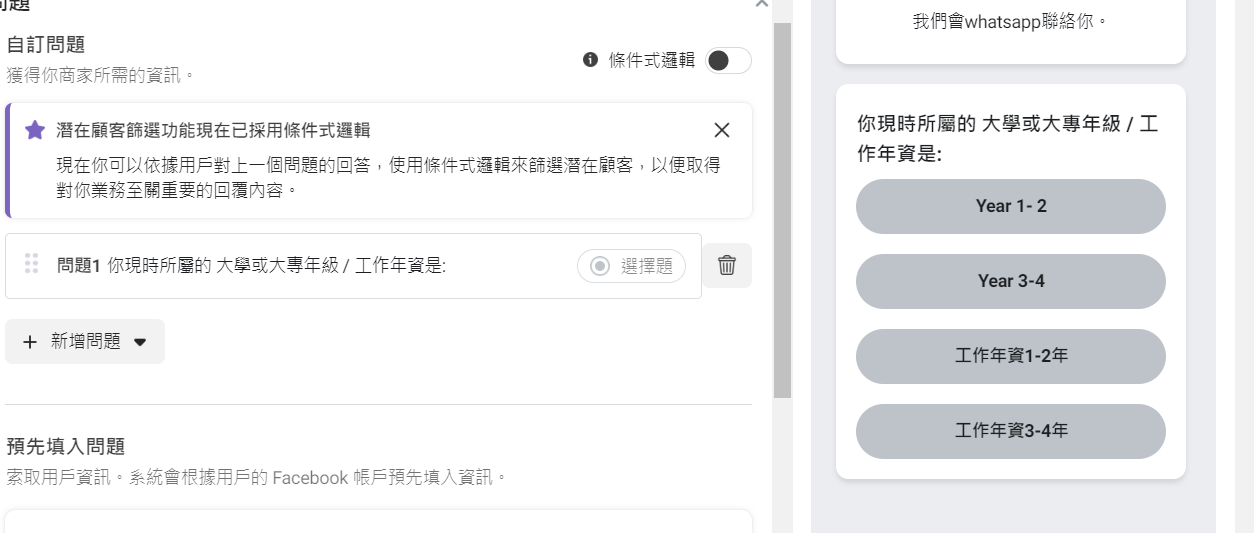 問題
自訂問題
獲得你商家所需的資訊。
條件式邏輯
潛在顧客篩選功能現在已採用條件式邏輯
現在你可以依據用戶對上一個問題的回答，使用條件式邏輯來篩選潛在顧客，以便取得
對你業務至關重要的回覆內容。
問題1 你現時所屬的 大學或大專年級 / 工作年資是:
選擇題
新增問題
預先填入問題
索取用戶資訊。系統會根據用戶的 Facebook 帳戶預先填入資訊。
我們會whatsapp聯絡你。
你現時所屬的 大學或大專年級 / 工
作年資是:
Year 1- 2
Year 3-4
工作年資1-2年
工作年資3-4年